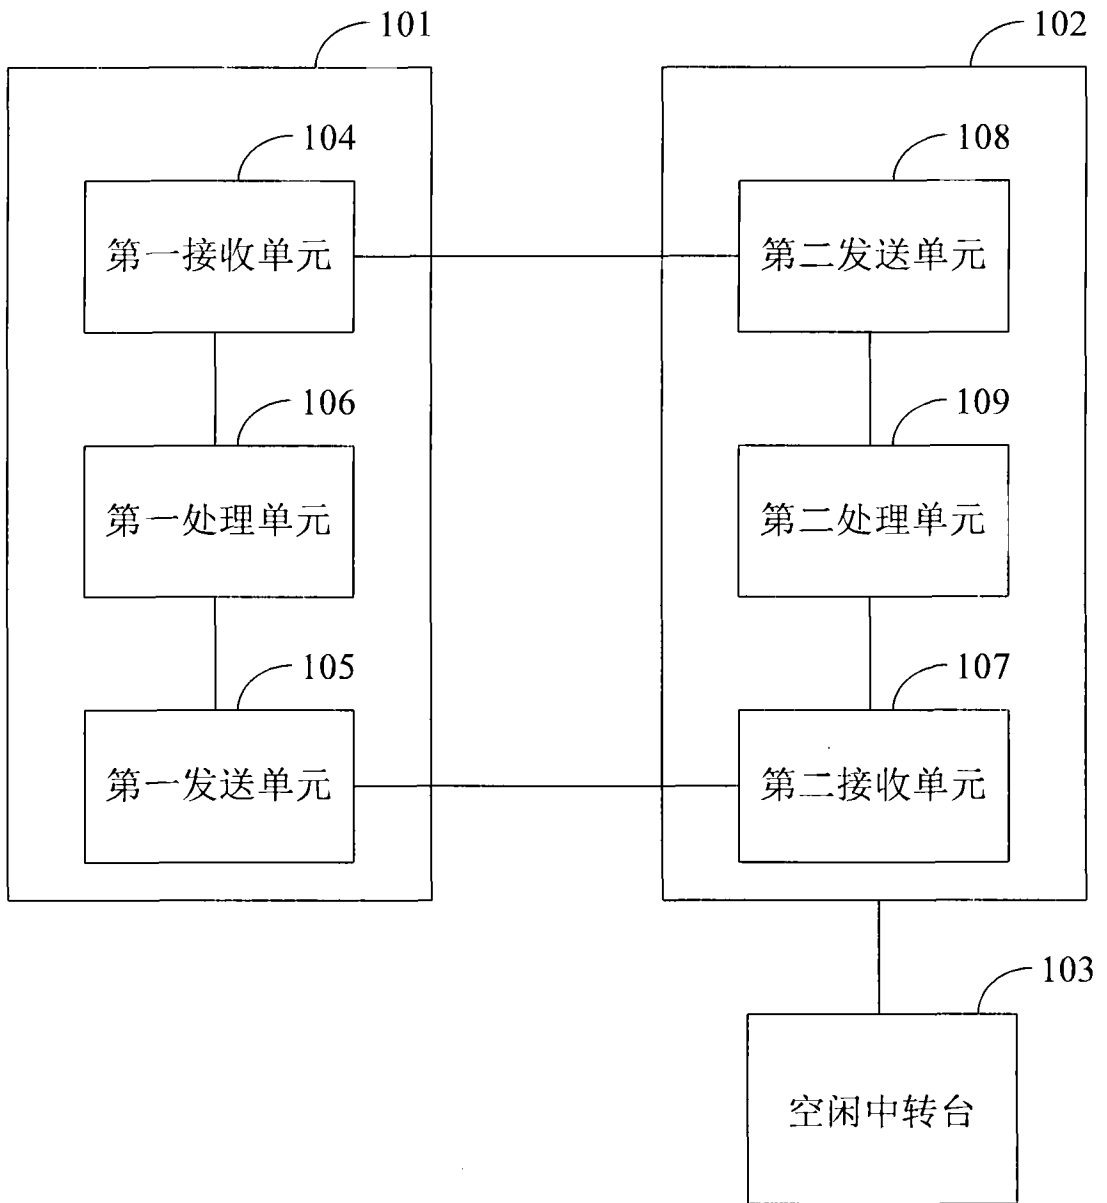 101
102
104
108
第一接收单元
第二发送单元
106
109
第一处理单元
第二处理单元
105
107
第一发送单元
第二接收单元
103
空闲中转台